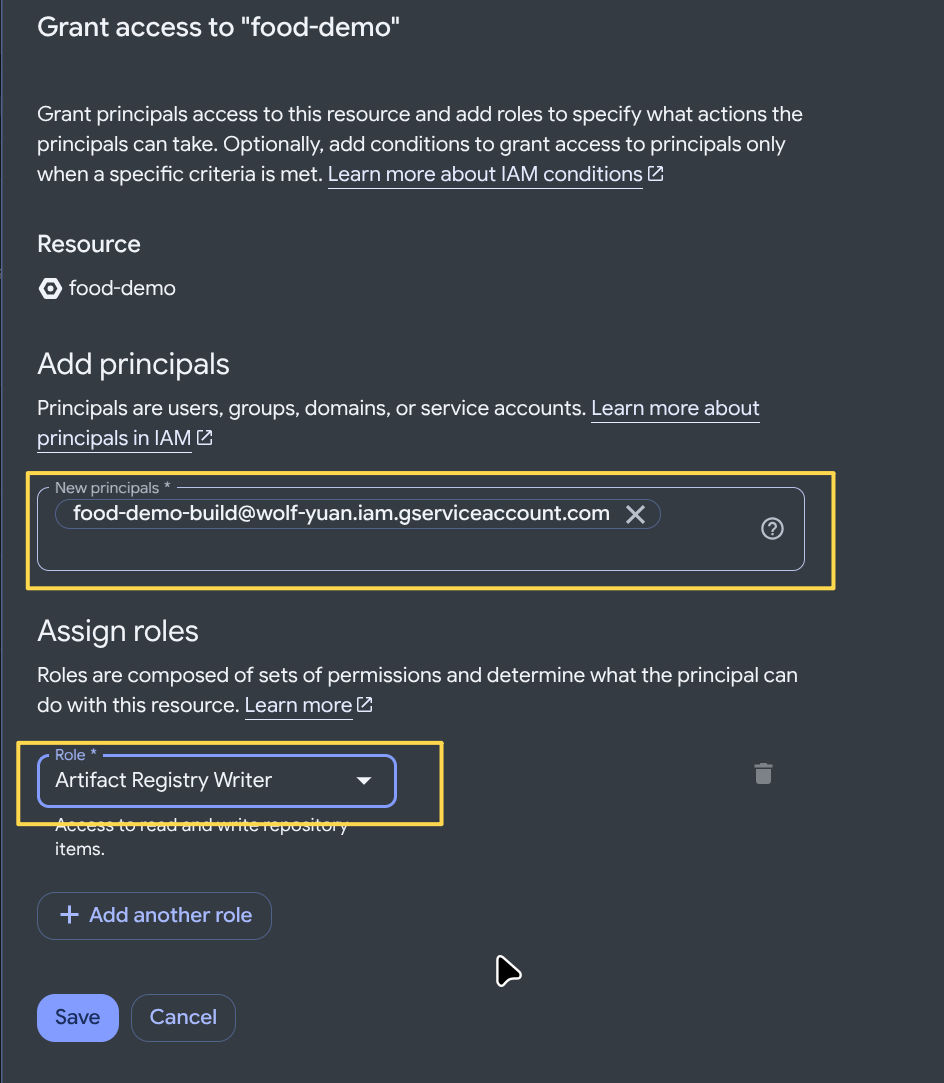 Grant access to "food-demo"
Grant principals access to this resource and add roles to specify what actions the
principals can take. Optionally, add conditions to grant access to principals only
when a specific criteria is met. Learn more about IAM conditions
Resource
food-demo
Add principals
Principals are users, groups, domains, or service accounts. Learn more about
principals in IAM
New principals *
food-demo-build@wolf-yuan.iam.gserviceaccount.com
Assign roles
Roles are composed of sets of permissions and determine what the principal can
do with this resource. Learn more
Role *
Artifact Registry Writer
Access to read and write repository
items.
Add another role
Save Cancel